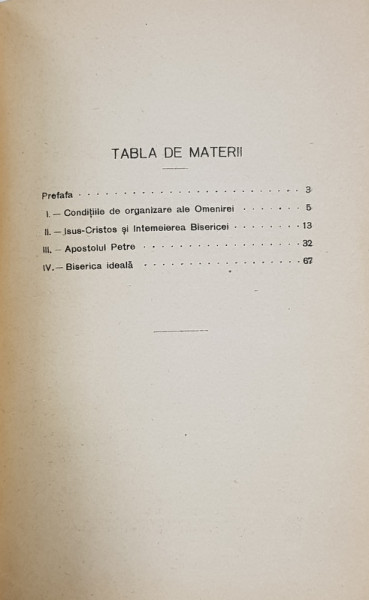 TABLA DE MATERII
Prefața . . . . . . . . . . . . . . . . . . . . . . . . . 3
I. — Condițiile de organizare ale Omenirei . . . . . . 5
II. — Isus-Cristos și Intemeierea Bisericei . . . . . . . . 13
III. — Apostolul Petre . . . . . . . . . . . . . . . . . . 32
IV. — Biserica ideală . . . . . . . . . . . . . . . . . . 67